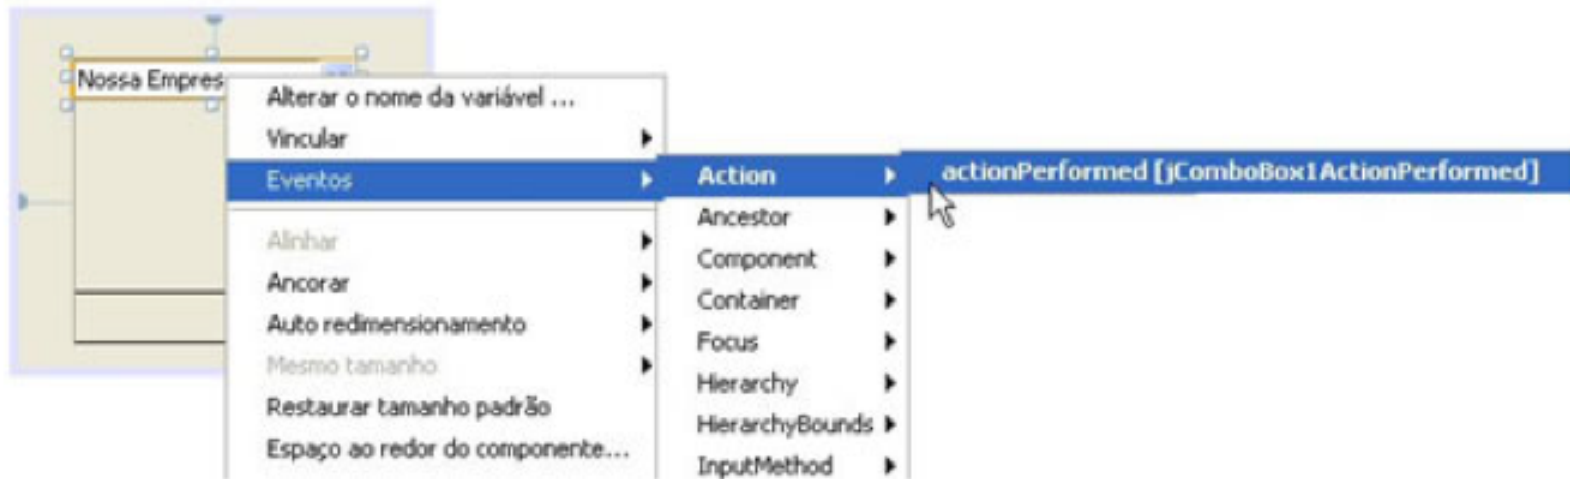 Nossa Empres
Alterar o nome da variável ...
Vincular
Eventos
Alinhar
Ancorar
Auto redimensionamento
Mesmo tamanho
Restaurar tamanho padrão
Espaço ao redor do componente...
Action
Ancestor
Component
Container
Focus
Hierarchy
HierarchyBounds
InputMethod
actionPerformed [jComboBox1ActionPerformed]